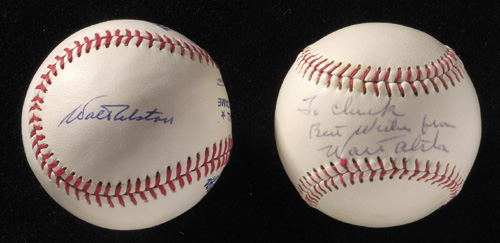 Walt Alston
To Chuck
Best Wishes from
Walt Alston